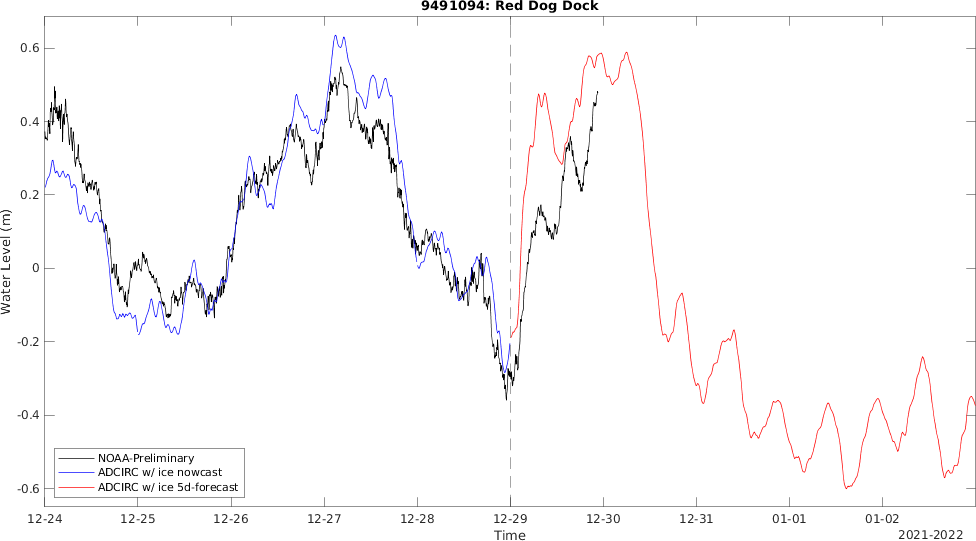 9491094: Red Dog Dock
Water Level (m)
0.6
0.4
0.2
0
-0.2
-0.4
-0.6
NOAA-Preliminary
ADCIRC w/ ice nowcast
ADCIRC w/ ice 5d-forecast
12-24 12-25 12-26 12-27 12-28 12-29 12-30 12-31 01-01 01-02
Time
2021-2022